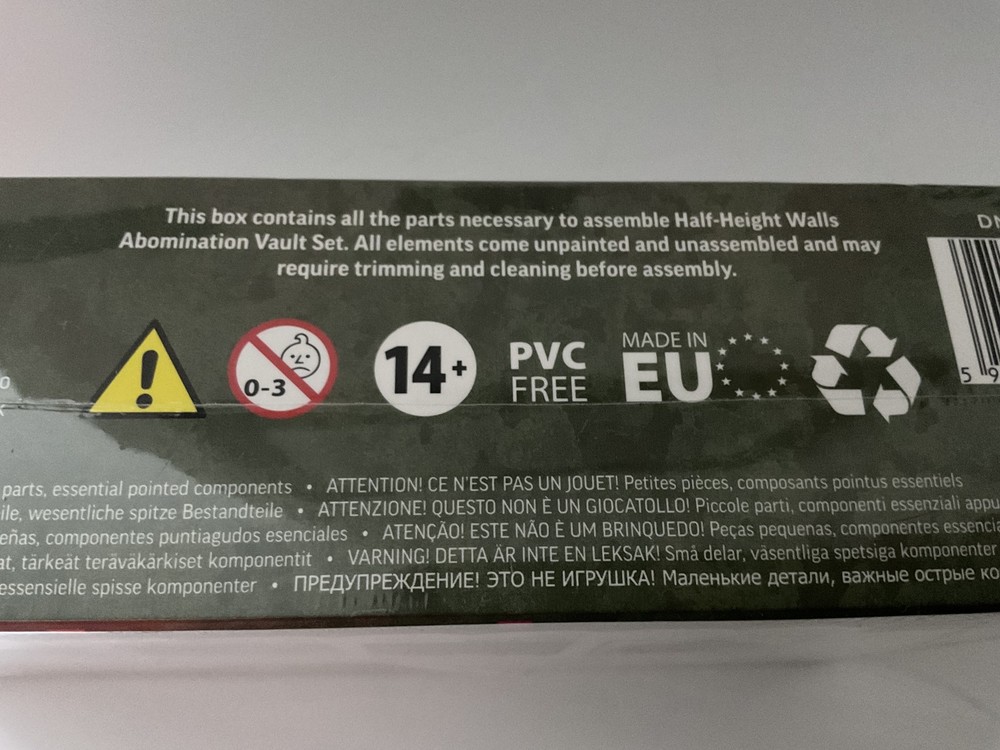 This box contains all the parts necessary to assemble Half-Height Walls
Abomination Vault Set. All elements come unpainted and unassembled and may
require trimming and cleaning before assembly.
0-3
14+
PVC
FREE
MADE IN
EU
5 9
parts, essential pointed components • ATTENTION! CE N'EST PAS UN JOUET! Petites pièces, composants pointus essentiels
wesentliche spitze Bestandteile • ATTENZIONE! QUESTO NON È UN GIOCATOLLO! Piccole parti, componenti essenziali
componentes puntiagudos esenciales • ATENÇÃO! ESTE NÃO È UM BRINQUEDO! Peças pequenas, componentes
tärkeät teräväkärkiset komponentit • VARNING! DETTA ÄR INTE EN LEKSAK! Små delar, väsentliga spetsiga komponenter
essensielle spisse komponenter • ПРЕДУПРЕЖДЕНИЕ! ЭТО НЕ ИГРУШКА! Маленькие детали, важные острые